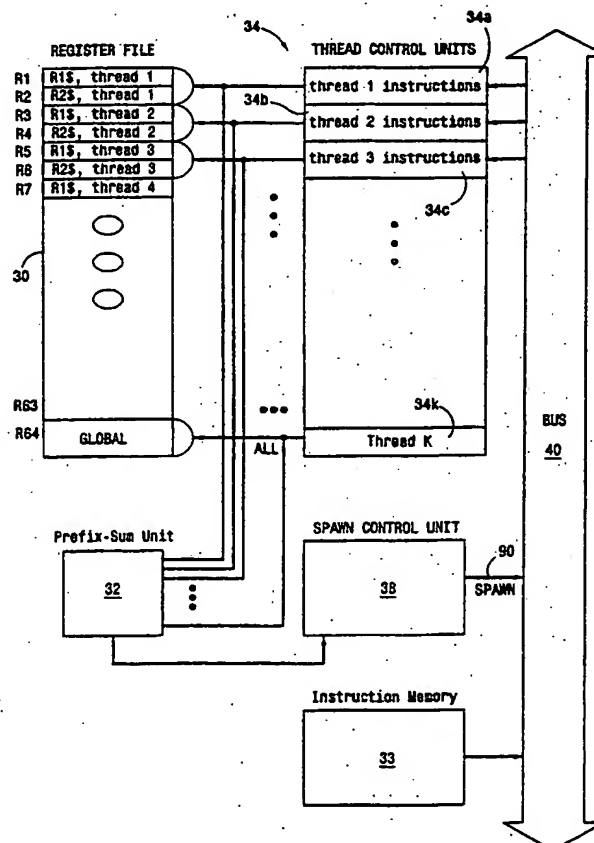 34
34a
REGISTER FILE
THREAD CONTROL UNITS
R1 R1$, thread 1
R2 R2$, thread 1
R3 R1$, thread 2
R4 R2$, thread 2
R5 R1$, thread 3
R6 R2$, thread 3
R7 R1$, thread 4
thread 1 instructions
34b
thread 2 instructions
thread 3 instructions
34c
30
R63
R64 GLOBAL
ALL
34k
Thread K
BUS
40
Prefix-Sum Unit
32
SPAWN CONTROL UNIT
38
90
SPAWN
Instruction Memory
33